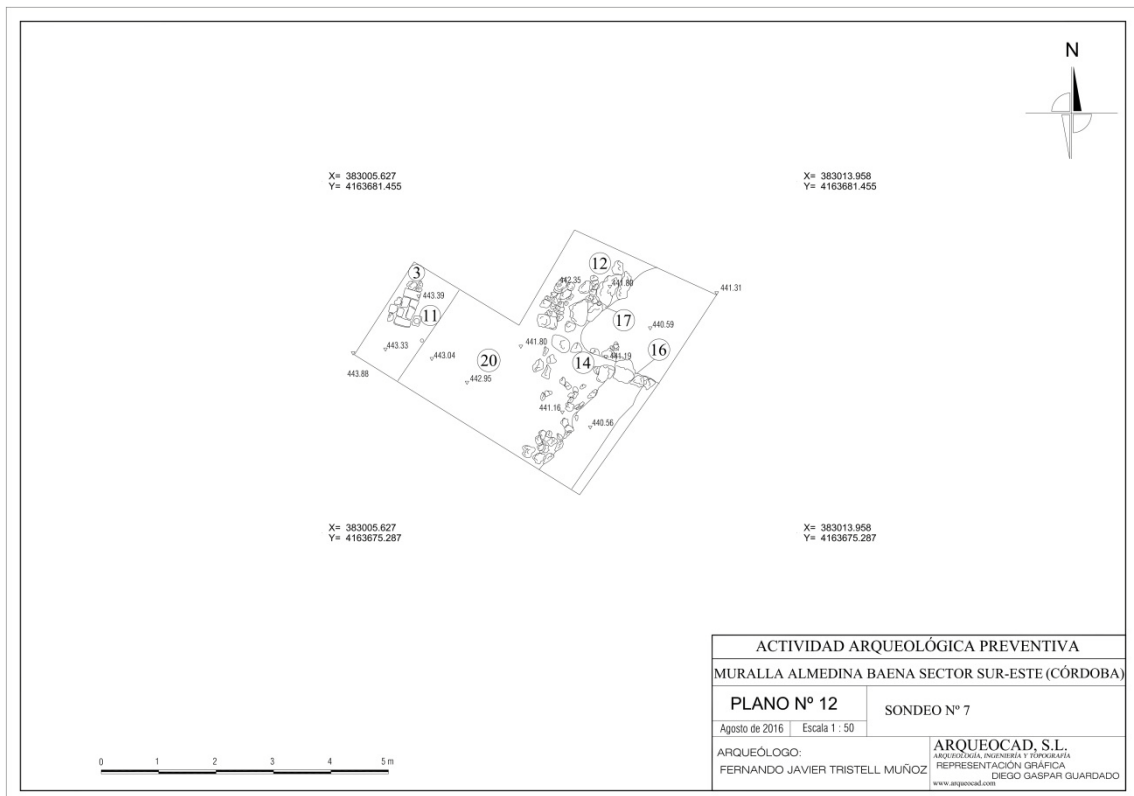 N
X= 383005.627
Y= 4163681.455
X= 383013.958
Y= 4163681.455
3
443.39
11
443.33
443.04
443.88
20
442.95
441.80
12
442.35
441.80
441.31
17
440.59
16
14
441.19
441.16
440.56
X= 383005.627
Y= 4163675.287
X= 383013.958
Y= 4163675.287
0 1 2 3 4 5 m
ACTIVIDAD ARQUEOLÓGICA PREVENTIVA
MURALLA ALMEDINA BAENA SECTOR SUR-ESTE (CÓRDOBA)
PLANO Nº 12
SONDEO Nº 7
Agosto de 2016
Escala 1 : 50
ARQUEÓLOGO:
FERNANDO JAVIER TRISTELL MUÑOZ
ARQUEOCAD, S.L.
ARQUEOLOGÍA, INGENIERÍA Y TOPOGRAFÍA
REPRESENTACIÓN GRÁFICA
DIEGO GASPAR GUARDADO
www.arqueocad.com